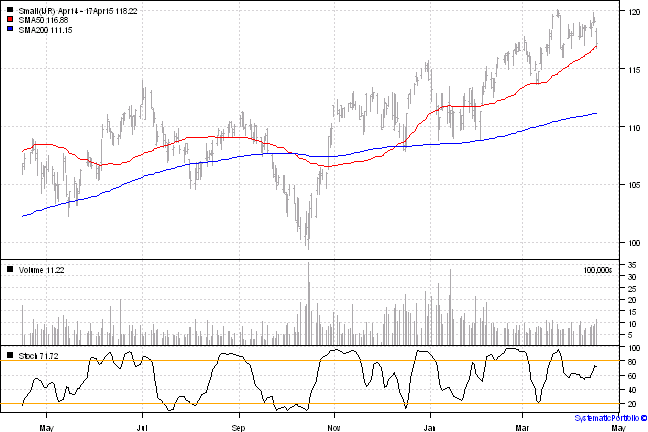 Small(IJR) Apr14 - 17Apr15 118.22
SMA50 116.88
SMA200 111.15
120
115
110
105
100
Volume 11.22
100,000s
35
30
25
20
15
10
5
Stoch 71.72
100
80
60
40
20
May Jul Sep Nov Jan Mar May
SystematicPortfolio ©